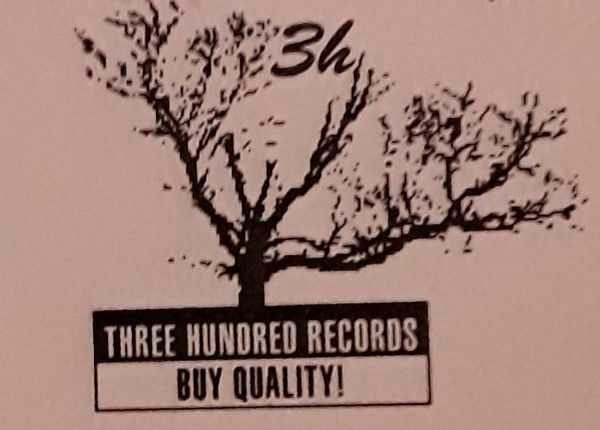 3h
THREE HUNDRED RECORDS
BUY QUALITY!